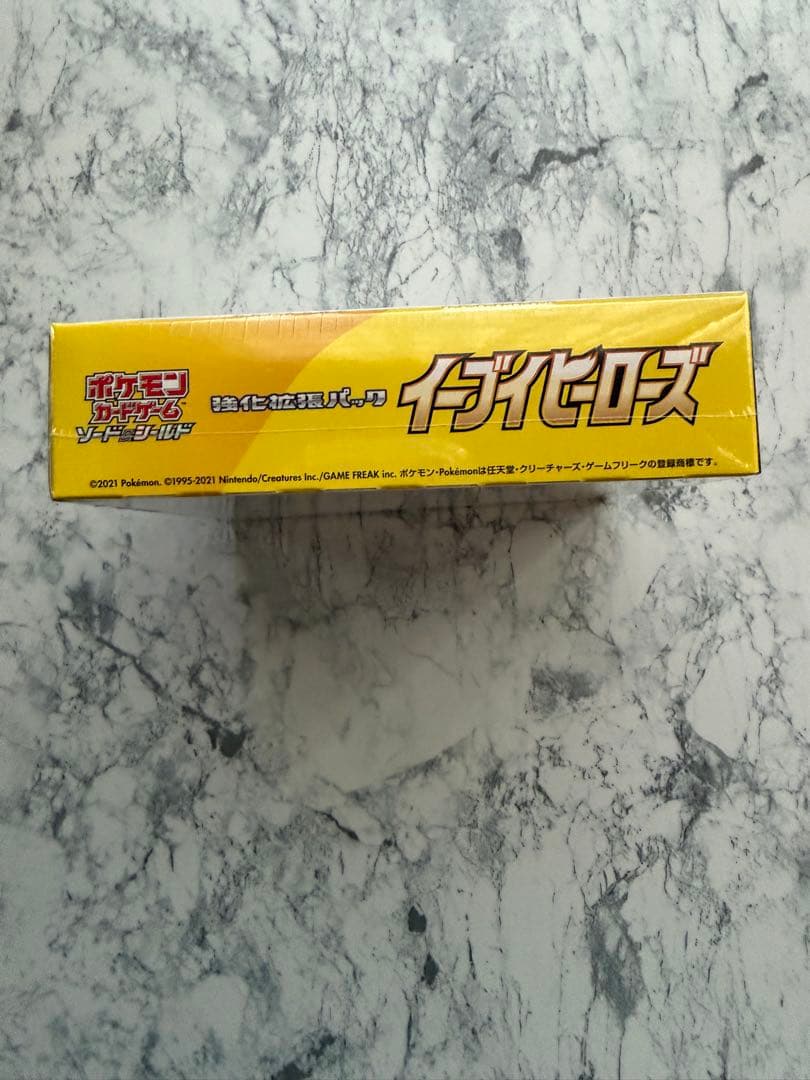 ポケモン
カードゲーム
ソード&シールド
強化拡張パック
イーブイヒーローズ
©2021 Pokémon. ©1995-2021 Nintendo/Creatures Inc./GAME FREAK inc. ポケモン・Pokémonは任天堂・クリーチャーズ・ゲームフリークの登録商標です。